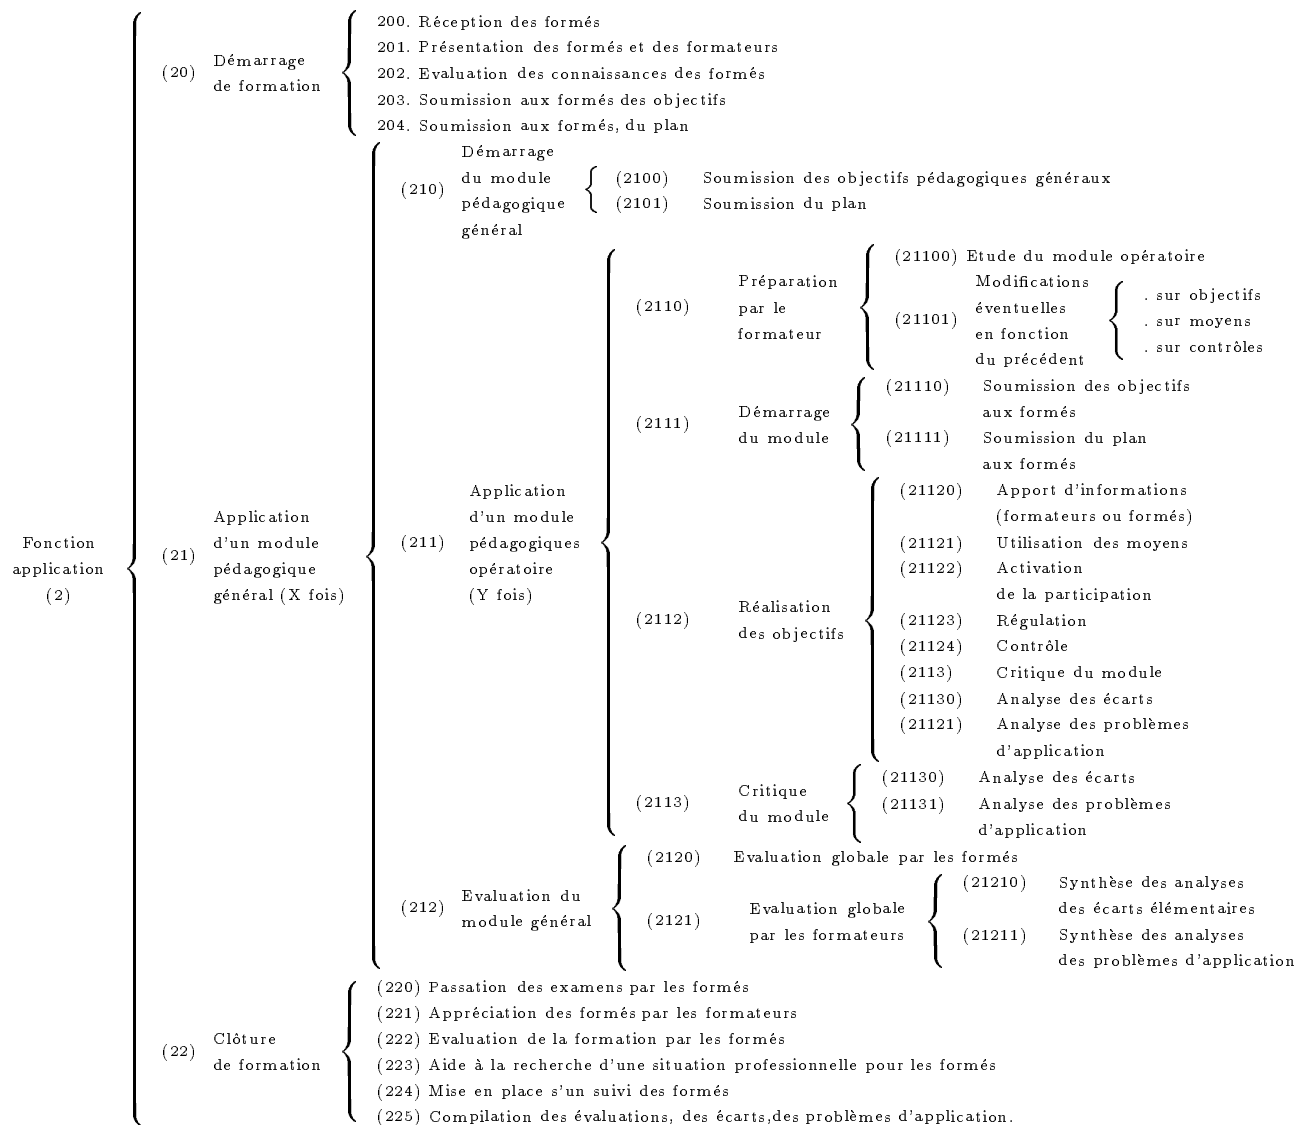 Fonction
application
(2)
(20) Démarrage
de formation
200. Réception des formés
201. Présentation des formés et des formateurs
202. Evaluation des connaissances des formés
203. Soumission aux formés des objectifs
204. Soumission aux formés, du plan
(21) Application
d'un module
pédagogique
général (X fois)
(210) Démarrage
du module
pédagogique
général
(2100) Soumission des objectifs pédagogiques généraux
(2101) Soumission du plan
(211) Application
d'un module
pédagogiques
opératoire
(Y fois)
(2110) Préparation
par le
formateur
(21100) Etude du module opératoire
(21101) Modifications
éventuelles
en fonction
du précédent
. sur objectifs
. sur moyens
. sur contrôles
(2111) Démarrage
du module
(21110) Soumission des objectifs
aux formés
(21111) Soumission du plan
aux formés
(2112) Réalisation
des objectifs
(21120) Apport d'informations
(formateurs ou formés)
(21121) Utilisation des moyens
(21122) Activation
de la participation
(21123) Régulation
(21124) Contrôle
(2113) Critique du module
(21130) Analyse des écarts
(21121) Analyse des problèmes
d'application
(2113) Critique
du module
(21130) Analyse des écarts
(21131) Analyse des problèmes
d'application
(212) Evaluation du
module général
(2120) Evaluation globale par les formés
(2121) Evaluation globale
par les formateurs
(21210) Synthèse des analyses
des écarts élémentaires
(21211) Synthèse des analyses
des problèmes d'application
(22) Clôture
de formation
(220) Passation des examens par les formés
(221) Appréciation des formés par les formateurs
(222) Evaluation de la formation par les formés
(223) Aide à la recherche d'une situation professionnelle pour les formés
(224) Mise en place s'un suivi des formés
(225) Compilation des évaluations, des écarts,des problèmes d'application.